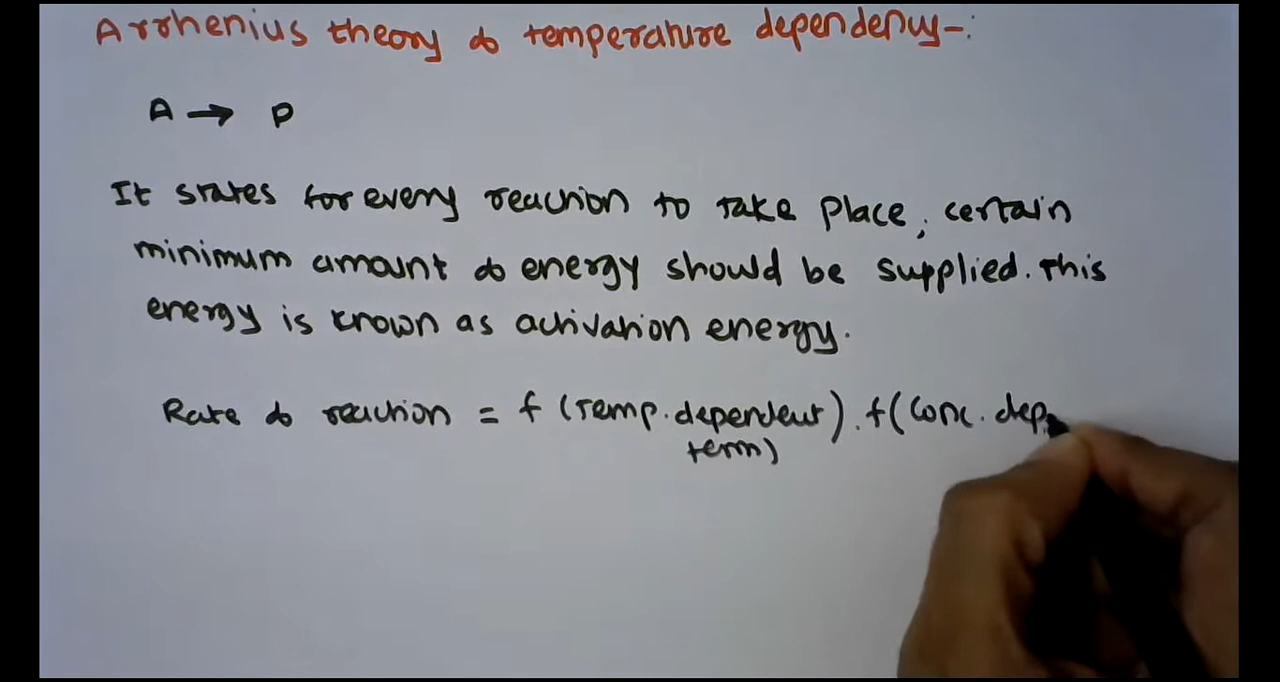 Arrhenius theory of temperature dependency-:
A → P
It states for every reaction to take place, certain
minimum amount of energy should be supplied. This
energy is known as activation energy.
Rate of reaction = f (Temp. dependent) . f (Conc. dep
term)